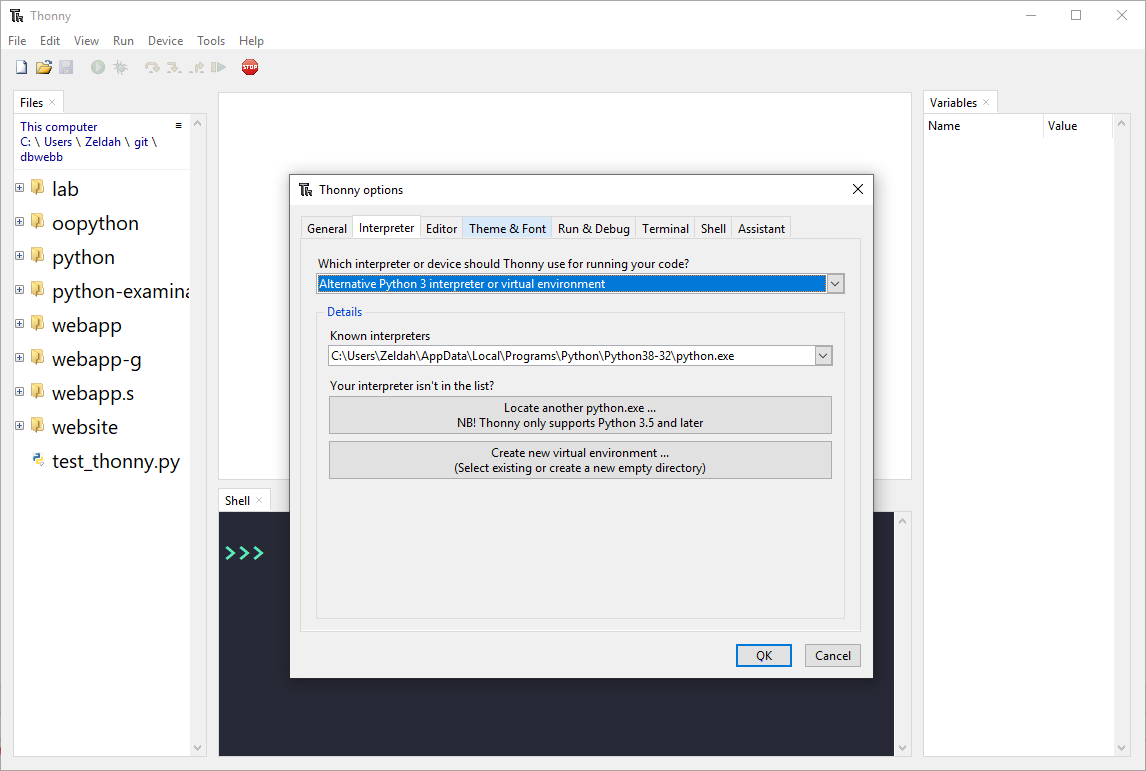 Thonny
File Edit View Run Device Tools Help
STOP
Files
This computer
C: \ Users \ Zeldah \ git \
dbwebb
lab
oopython
python
python-examina
webapp
webapp-g
webapp.s
website
test_thonny.py
Shell
>>>
Variables
Name Value
Thonny options
General Interpreter Editor Theme & Font Run & Debug Terminal Shell Assistant
Which interpreter or device should Thonny use for running your code?
Alternative Python 3 interpreter or virtual environment
Details
Known interpreters
C:\Users\Zeldah\AppData\Local\Programs\Python\Python38-32\python.exe
Your interpreter isn't in the list?
Locate another python.exe ...
NB! Thonny only supports Python 3.5 and later
Create new virtual environment ...
(Select existing or create a new empty directory)
OK Cancel